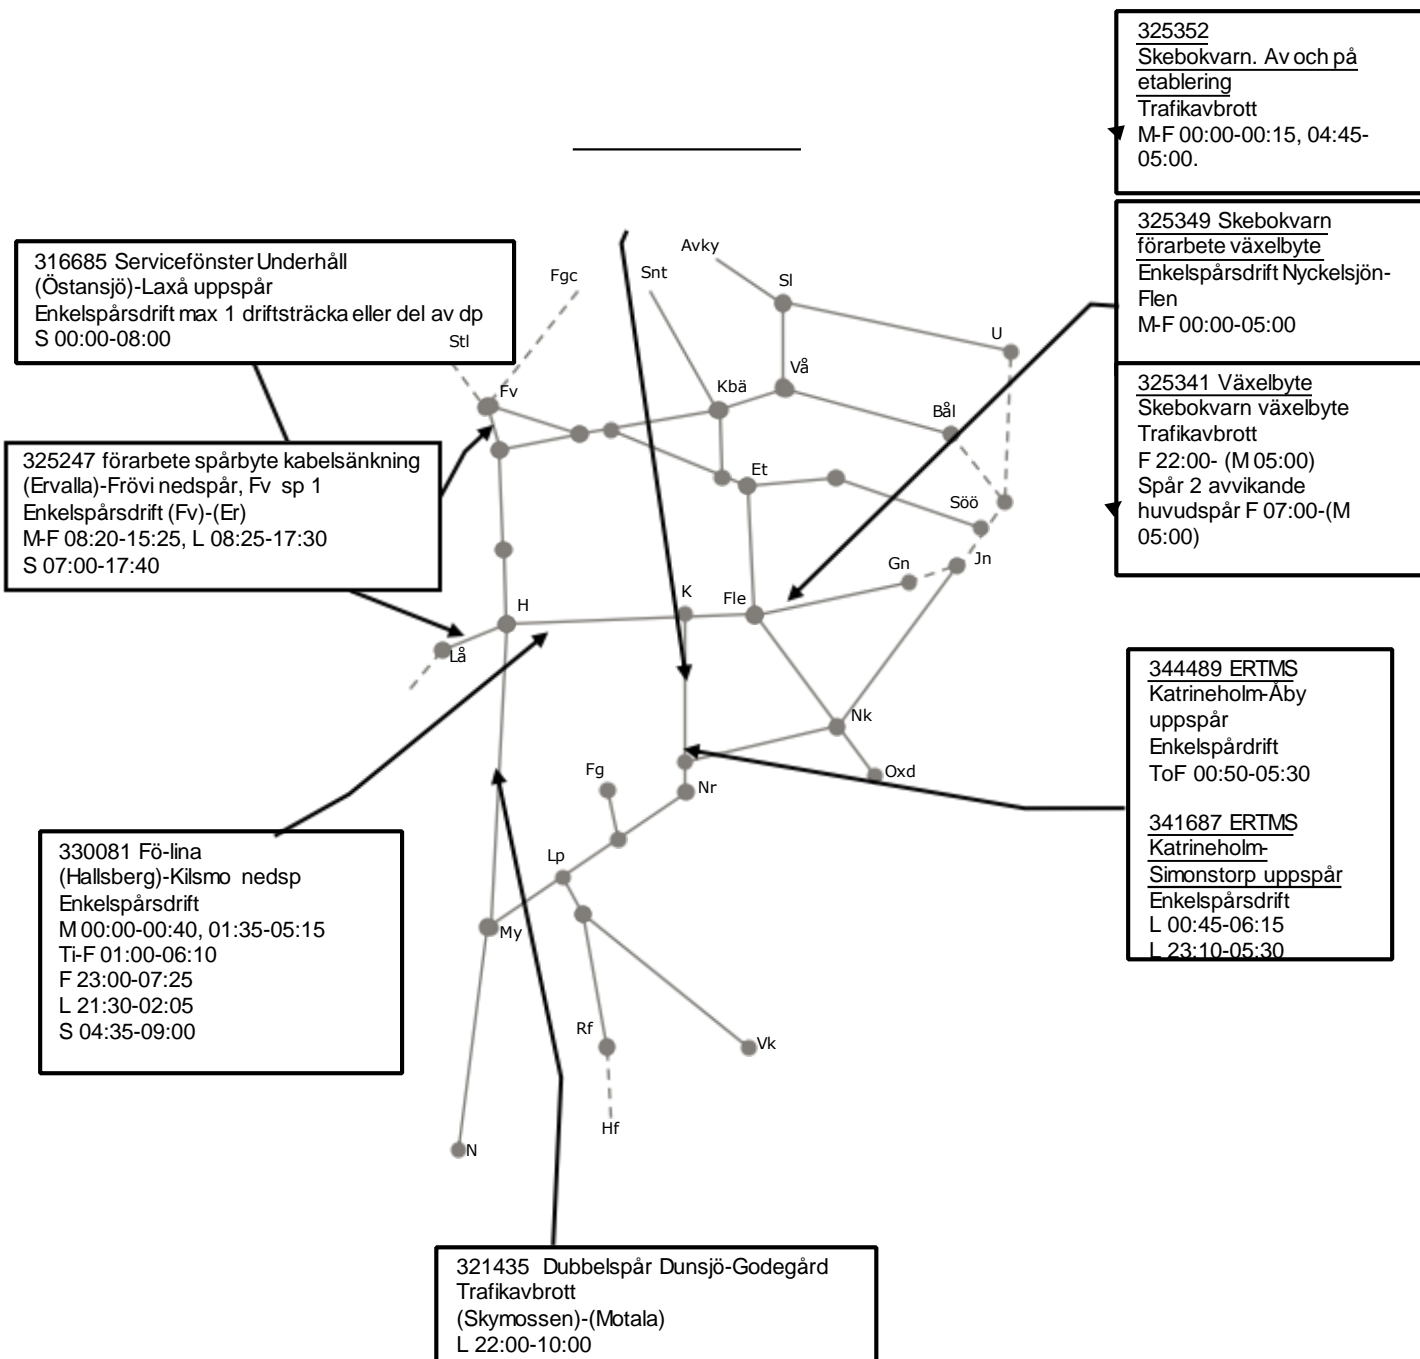 325352
Skebokvarn. Av och på
etablering
Trafikavbrott
M-F 00:00-00:15, 04:45-
05:00.
325349 Skebokvarn
förarbete växelbyte
Enkelspårsdrift Nyckelsjön-
Flen
M-F 00:00-05:00
325341 Växelbyte
Skebokvarn växelbyte
Trafikavbrott
F 22:00- (M 05:00)
Spår 2 avvikande
huvudspår F 07:00-(M
05:00)
316685 Servicefönster Underhåll
(Östansjö)-Laxå uppspår
Enkelspårsdrift max 1 driftsträcka eller del av dp
S 00:00-08:00
325247 förarbete spårbyte kabelsänkning
(Ervalla)-Frövi nedspår, Fv sp 1
Enkelspårsdrift (Fv)-(Er)
M-F 08:20-15:25, L 08:25-17:30
S 07:00-17:40
Avky
Snt
Fgc
Sl
U
Stl
Vå
Fv
Kbä
Bål
Et
Söö
Jn
Gn
K
Fle
H
Lå
Nk
Oxd
Fg
Nr
Lp
My
Rf
Vk
Hf
N
344489 ERTMS
Katrineholm-Åby
uppspår
Enkelspårdrift
ToF 00:50-05:30
341687 ERTMS
Katrineholm-
Simonstorp uppspår
Enkelspårsdrift
L 00:45-06:15
L 23:10-05:30
330081 Fö-lina
(Hallsberg)-Kilsmo nedsp
Enkelspårsdrift
M 00:00-00:40, 01:35-05:15
Ti-F 01:00-06:10
F 23:00-07:25
L 21:30-02:05
S 04:35-09:00
321435 Dubbelspår Dunsjö-Godegård
Trafikavbrott
(Skymossen)-(Motala)
L 22:00-10:00